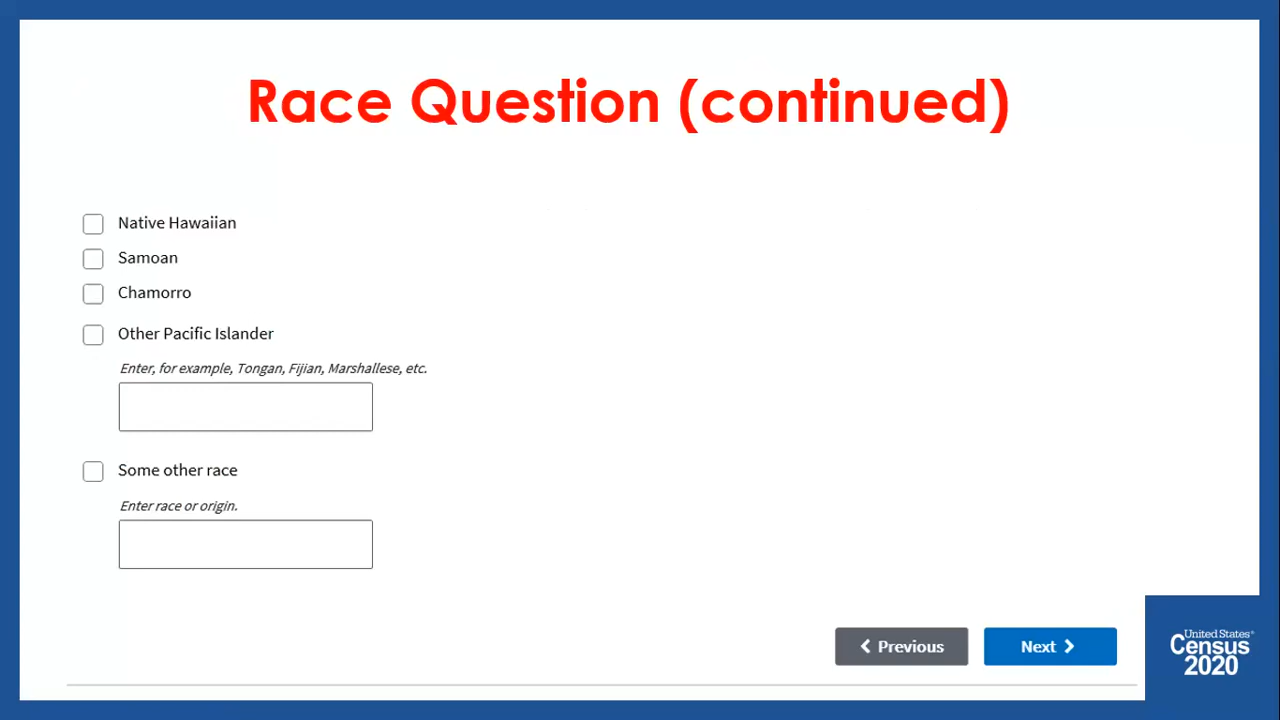 Race Question (continued)
Native Hawaiian
Samoan
Chamorro
Other Pacific Islander
Enter, for example, Tongan, Fijian, Marshallese, etc.
Some other race
Enter race or origin.
Previous
Next
United States®
Census
2020